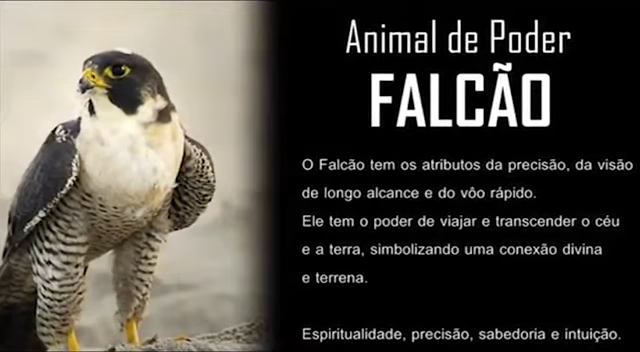 Animal de Poder
FALCÃO
O Falcão tem os atributos da precisão, da visão
de longo alcance e do vôo rápido.
Ele tem o poder de viajar e transcender o céu
e a terra, simbolizando uma conexão divina
e terrena.
Espiritualidade, precisão, sabedoria e intuição.